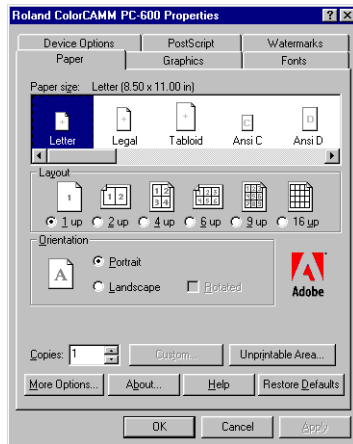 Roland ColorCAMM PC-600 Properties
Device Options PostScript Watermarks
Paper Graphics Fonts
Paper size: Letter (8.50 x 11.00 in)
Letter Legal Tabloid Ansi C Ansi D
Layout
1 up 2 up 4 up 6 up 9 up 16 up
Orientation
A Portrait
Landscape Rotated
Adobe
Copies: 1 Custom... Unprintable Area...
More Options... About... Help Restore Defaults
OK Cancel Apply